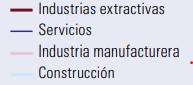 Industrias extractivas
Servicios
Industria manufacturera
Construcción